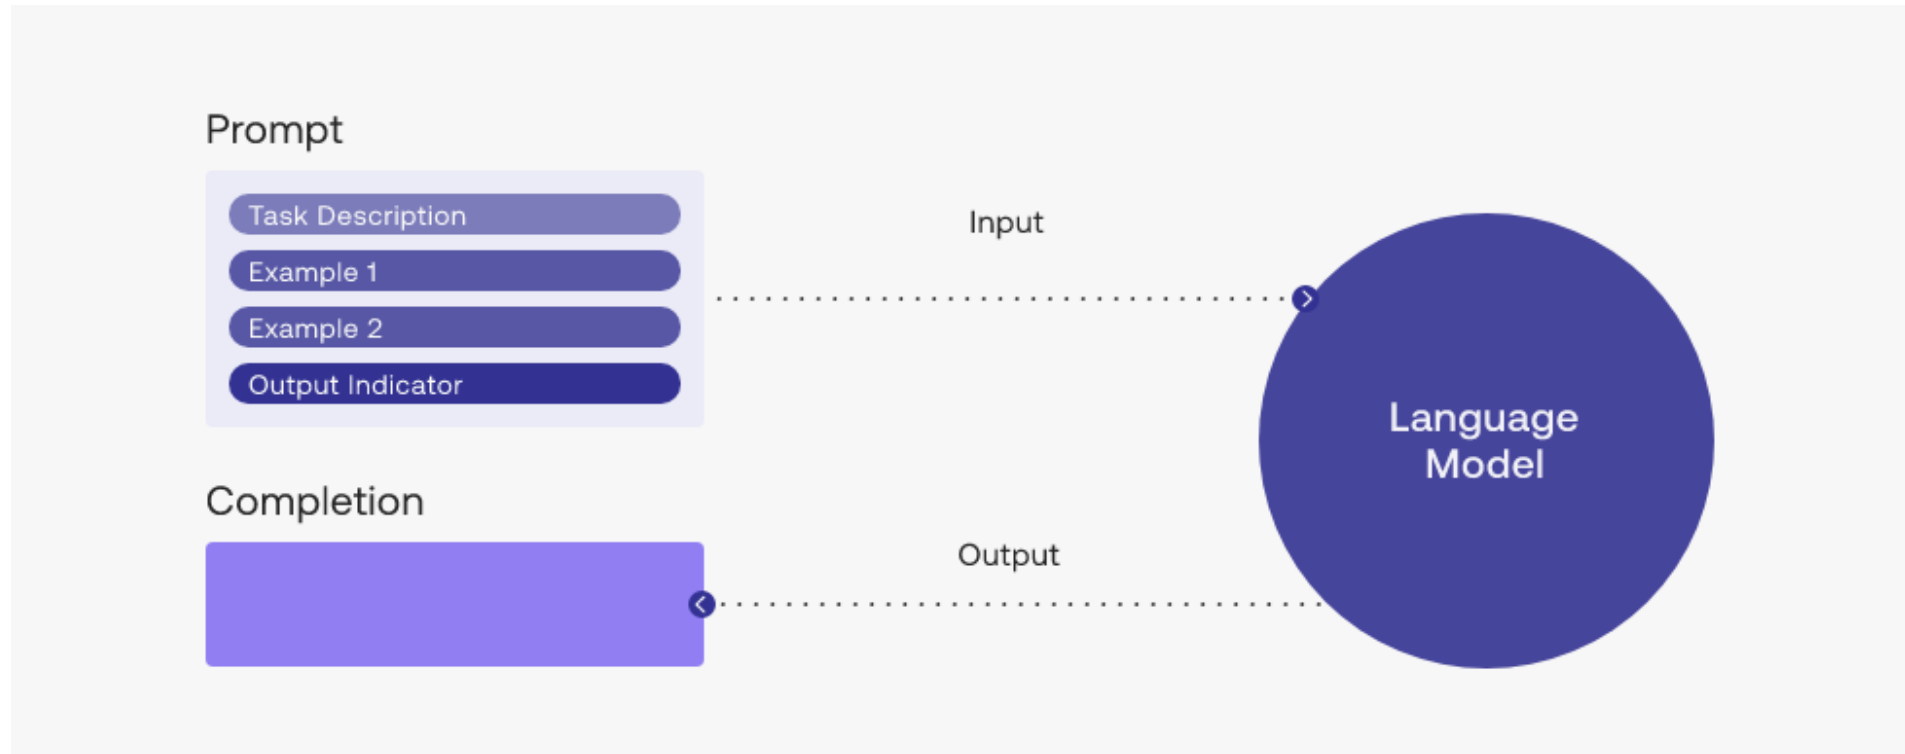 Prompt
Task Description
Example 1
Example 2
Output Indicator
Input
Language
Model
Completion
Output